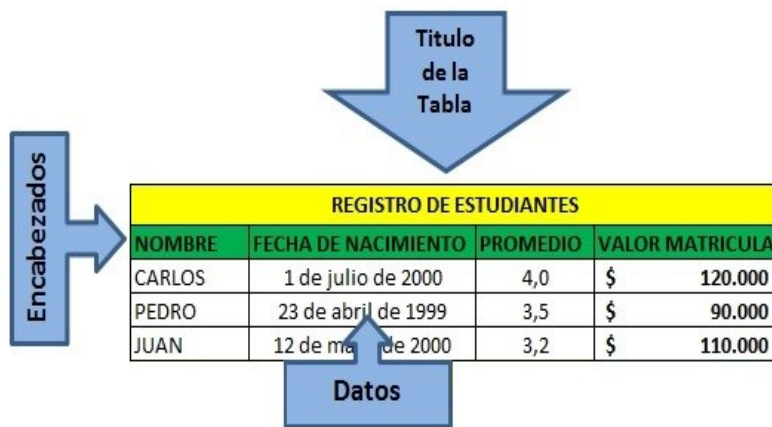 Titulo
de la
Tabla
Encabezados
REGISTRO DE ESTUDIANTES
NOMBRE FECHA DE NACIMIENTO PROMEDIO VALOR MATRICULA
CARLOS 1 de julio de 2000 4,0 $ 120.000
PEDRO 23 de abril de 1999 3,5 $ 90.000
JUAN 12 de de 2000 3,2 $ 110.000
Datos